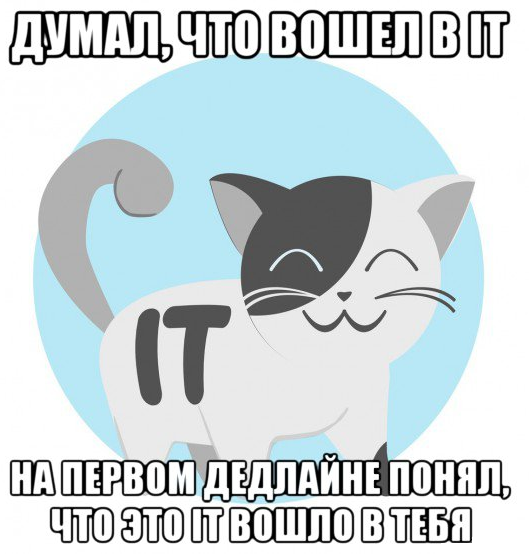 ДУМАЛ, ЧТО ВОШЕЛ В IT
IT
НА ПЕРВОМ ДЕДЛАЙНЕ ПОНЯЛ,
ЧТО ЭТО IT ВОШЛО В ТЕБЯ